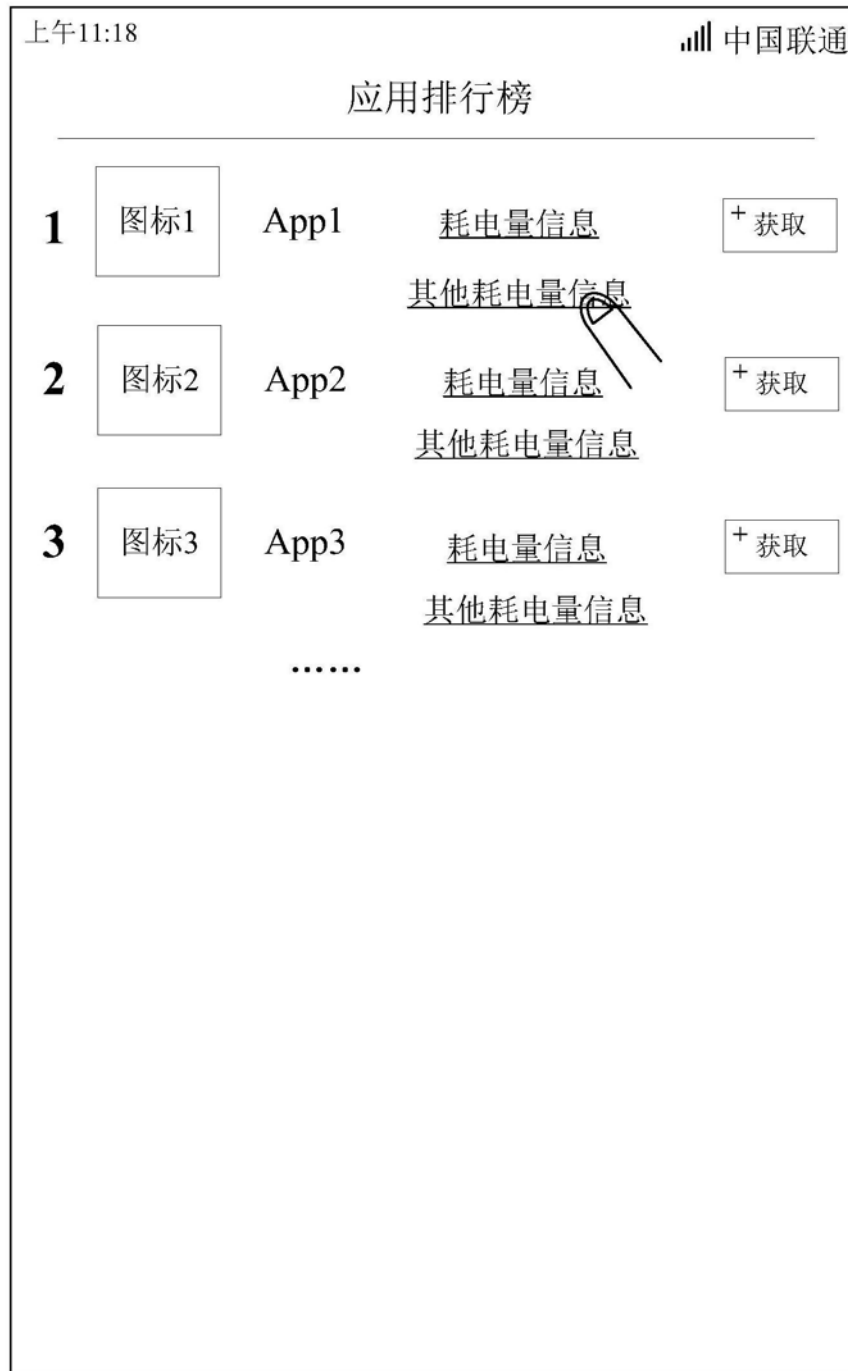 上午11:18 中国联通
应用排行榜
1 图标1 App1 耗电量信息 + 获取
其他耗电量信息
2 图标2 App2 耗电量信息 + 获取
其他耗电量信息
3 图标3 App3 耗电量信息 + 获取
其他耗电量信息
……